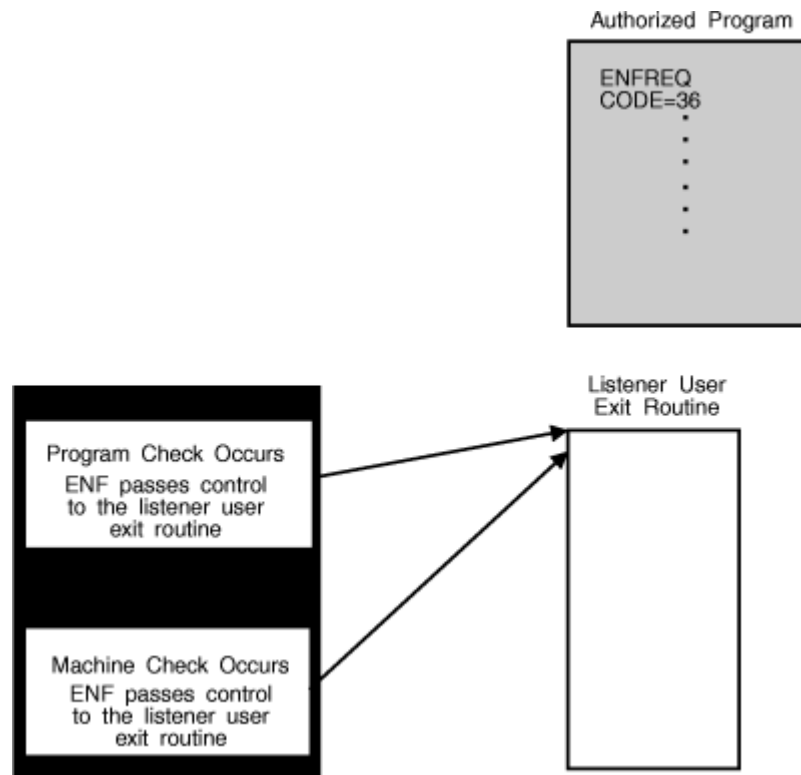 Authorized Program
ENFREQ
CODE=36
Listener User
Exit Routine
Program Check Occurs
ENF passes control
to the listener user
exit routine
Machine Check Occurs
ENF passes control
to the listener user
exit routine